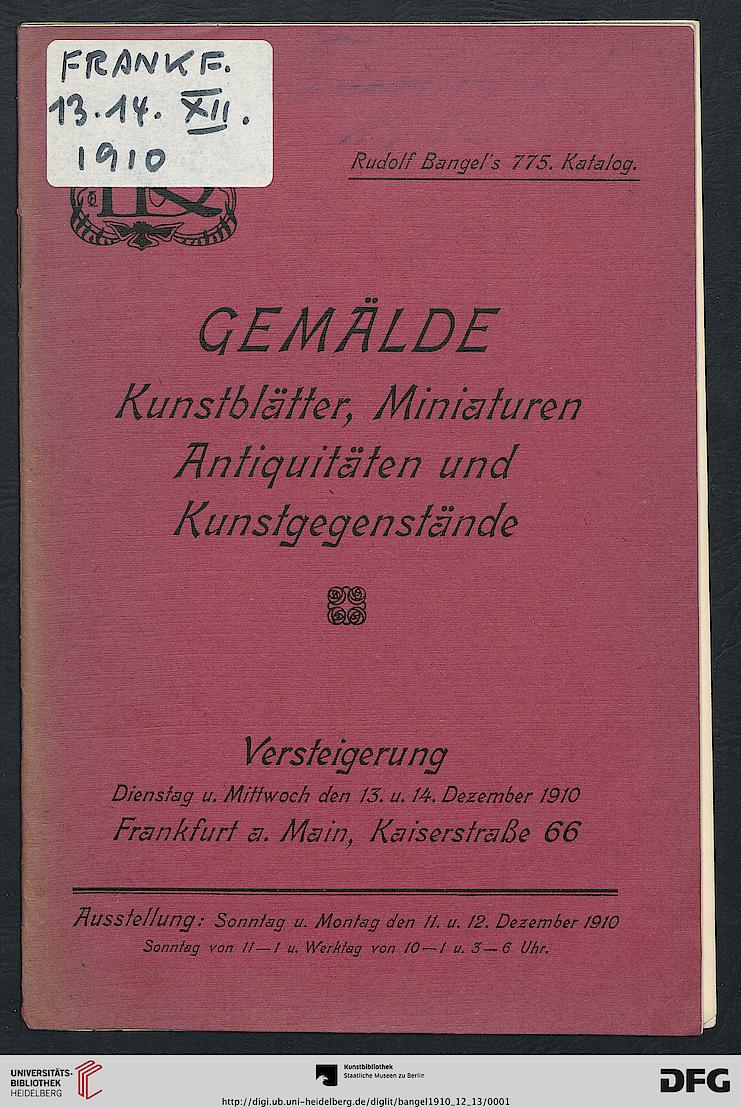 FRANKF.
13.14. XII.
1910
Rudolf Bangel's 775. Katalog.
GEMÄLDE
Kunstblätter, Miniaturen
Antiquitäten und
Kunstgegenstände
Versteigerung
Dienstag u. Mittwoch den 13. u. 14. Dezember 1910
Frankfurt a. Main, Kaiserstraße 66
Ausstellung: Sonntag u. Montag den 11. u. 12. Dezember 1910
Sonntag von 11—1 u. Werktag von 10—1 u. 3—6 Uhr.
UNIVERSITÄTS-
BIBLIOTHEK
HEIDELBERG
Kunstbibliothek
Staatliche Museen zu Berlin
DFG
http://digi.ub.uni-heidelberg.de/diglit/bangel1910_12_13/0001